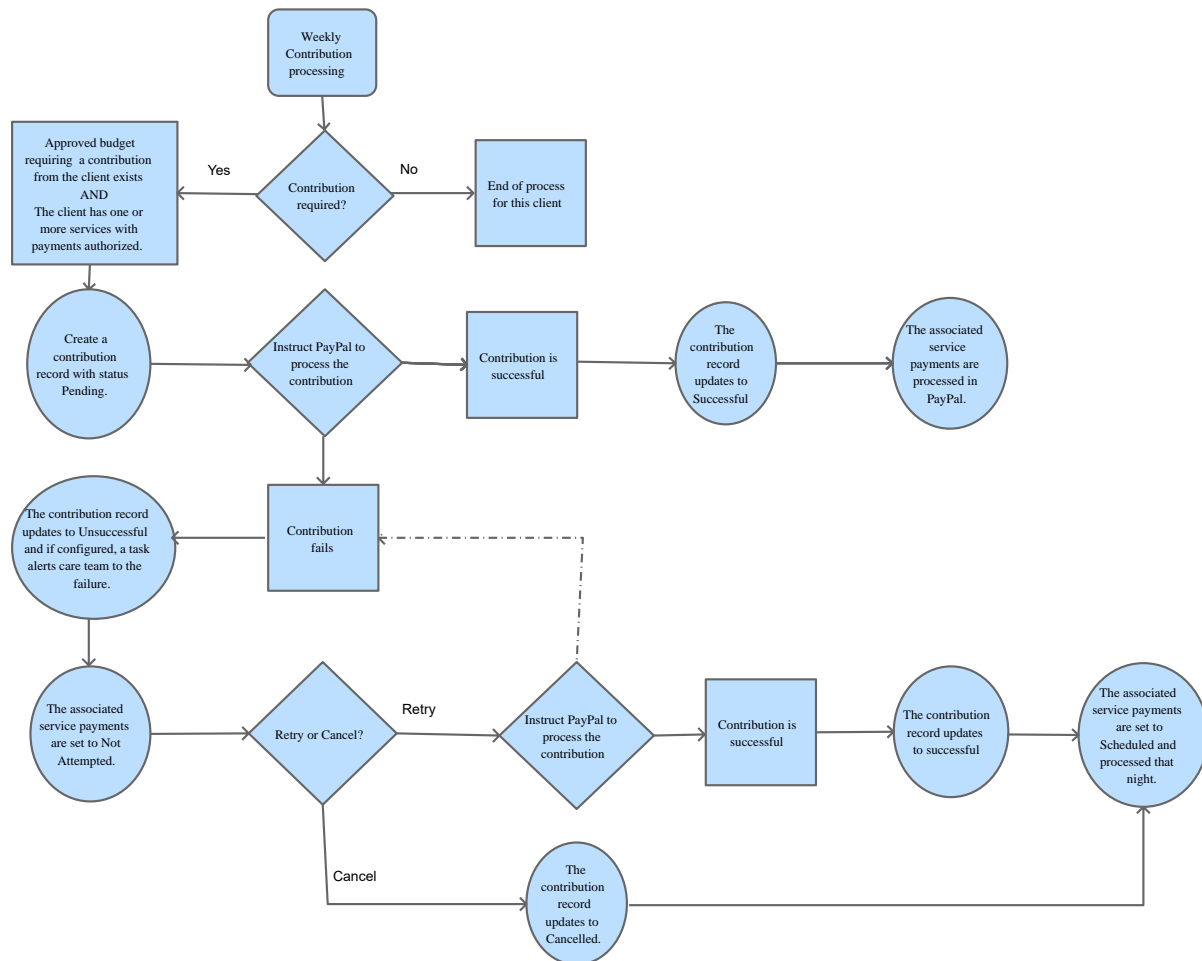 Weekly
Contribution
processing
Approved budget
requiring a contribution
from the client exists
AND
The client has one or
more services with
payments authorized.
Yes
Contribution
required?
No
End of process
for this client
Create a
contribution
record with status
Pending.
Instruct PayPal to
process the
contribution
Contribution is
successful
The
contribution
record
updates to
Successful
The associated
service
payments are
processed in
PayPal.
The contribution record
updates to Unsuccessful
and if configured, a task
alerts care team to the
failure.
Contribution
fails
The associated
service payments
are set to Not
Attempted.
Retry or Cancel?
Retry
Instruct PayPal to
process the
contribution
Contribution is
successful
The contribution
record updates
to successful
The associated
service payments
are set to
Scheduled and
processed that
night.
Cancel
The
contribution
record
updates to
Cancelled.